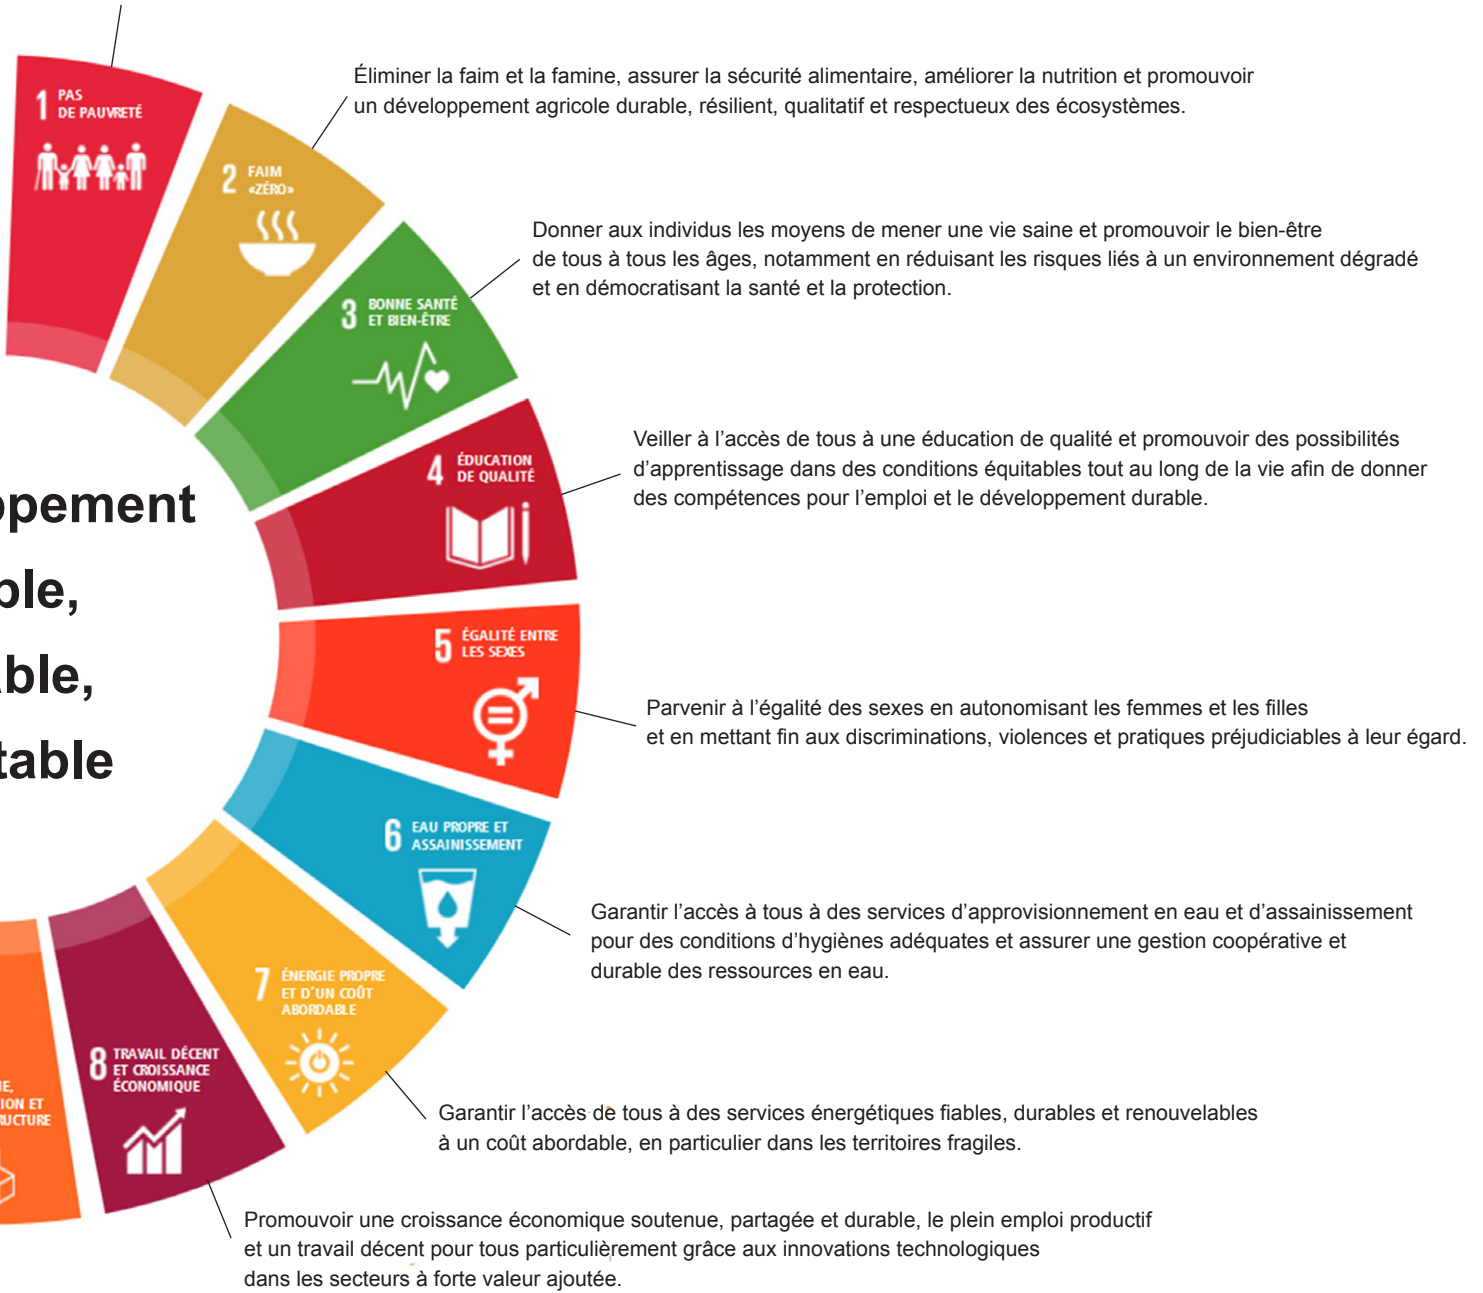 1 PAS
DE PAUVRETÉ
Éliminer la faim et la famine, assurer la sécurité alimentaire, améliorer la nutrition et promouvoir
un développement agricole durable, résilient, qualitatif et respectueux des écosystèmes.
2 FAIM
«ZÉRO»
Donner aux individus les moyens de mener une vie saine et promouvoir le bien-être
de tous à tous les âges, notamment en réduisant les risques liés à un environnement dégradé
et en démocratisant la santé et la protection.
3 BONNE SANTÉ
ET BIEN-ÊTRE
Veiller à l’accès de tous à une éducation de qualité et promouvoir des possibilités
d’apprentissage dans des conditions équitables tout au long de la vie afin de donner
des compétences pour l’emploi et le développement durable.
4 ÉDUCATION
DE QUALITÉ
ppement
ble,
able,
table
5 ÉGALITÉ ENTRE
LES SEXES
Parvenir à l’égalité des sexes en autonomisant les femmes et les filles
et en mettant fin aux discriminations, violences et pratiques préjudiciables à leur égard.
6 EAU PROPRE ET
ASSAINISSEMENT
Garantir l’accès à tous à des services d’approvisionnement en eau et d’assainissement
pour des conditions d’hygiènes adéquates et assurer une gestion coopérative et
durable des ressources en eau.
7 ÉNERGIE PROPRE
ET D'UN COÛT
ABORDABLE
Garantir l’accès de tous à des services énergétiques fiables, durables et renouvelables
à un coût abordable, en particulier dans les territoires fragiles.
8 TRAVAIL DÉCENT
ET CROISSANCE
ÉCONOMIQUE
IE,
ION ET
RUCTURE
Promouvoir une croissance économique soutenue, partagée et durable, le plein emploi productif
et un travail décent pour tous particulièrement grâce aux innovations technologiques
dans les secteurs à forte valeur ajoutée.